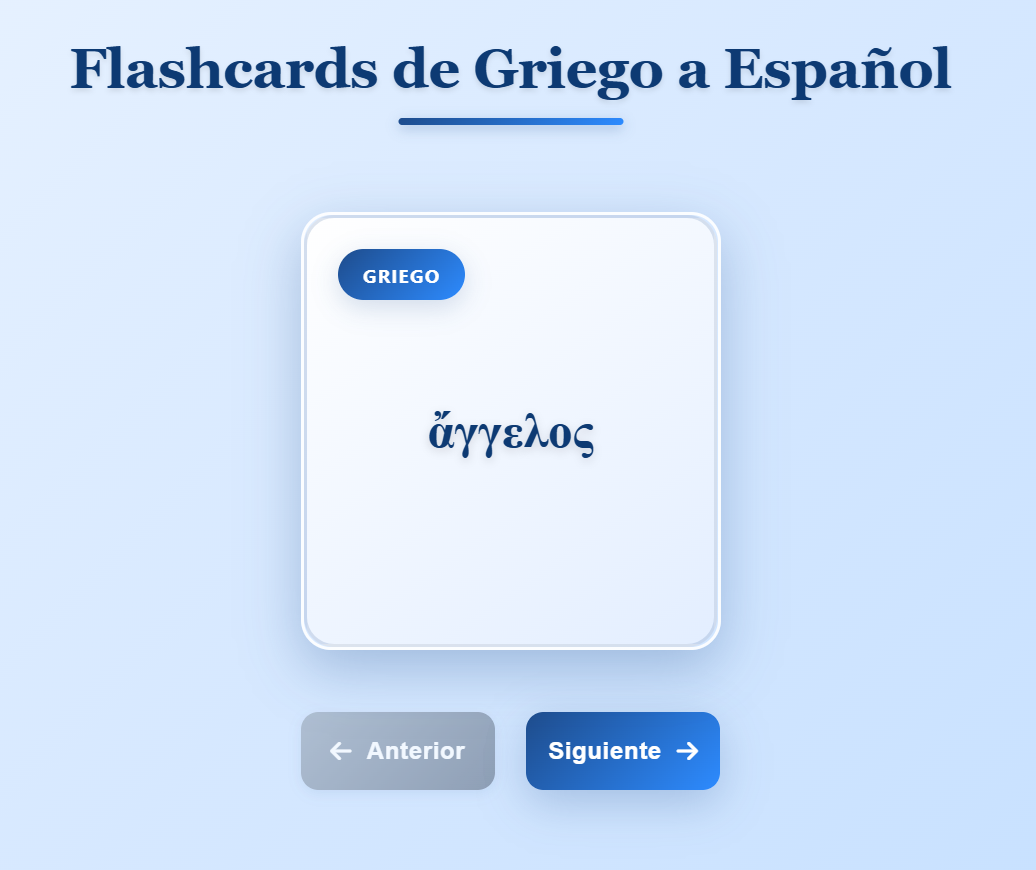 Flashcards de Griego a Español
GRIEGO
ἄγγελος
← Anterior
Siguiente →